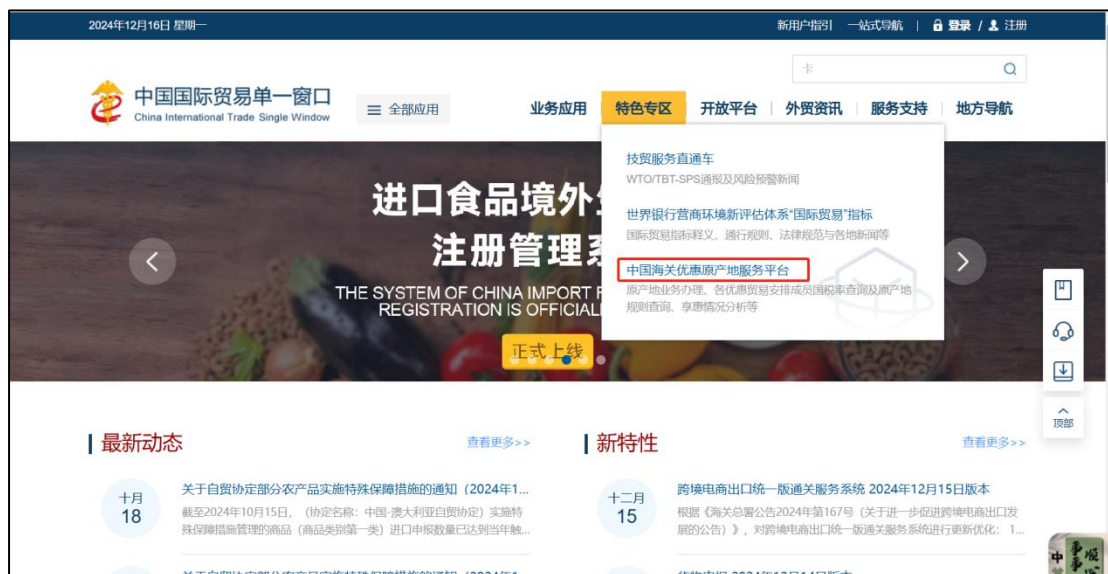 2024年12月16日 星期一
新用户指引 一站式导航 | 登录 / 注册
卡
中国国际贸易单一窗口
China International Trade Single Window
全部应用
业务应用 特色专区 开放平台 外贸资讯 服务支持 地方导航
技贸服务直通车
WTO/TBT-SPS通报及风险预警新闻
世界银行营商环境新评估体系“国际贸易”指标
国际贸易指标释义、通行规则、法律规范与各地新闻等
中国海关优惠原产地服务平台
原产地业务办理、各优惠贸易安排成员国税率查询及原产地
规则查询、享惠情况分析等
进口食品境外
注册管理
THE SYSTEM OF CHINA IMPORT
REGISTRATION IS OFFICIAL
正式上线
顶部
最新动态
查看更多>>
十月
18
关于自贸协定部分农产品实施特殊保障措施的通知（2024年1...
截至2024年10月15日，（协定名称：中国-澳大利亚自贸协定）实施特
殊保障措施管理的商品（商品类别第一类）进口申报数量已达到当年触...
新特性
查看更多>>
十二月
15
跨境电商出口统一版通关服务系统 2024年12月15日版本
根据《海关总署公告2024年第167号（关于进一步促进跨境电商出口发
展的公告）》，对跨境电商出口统一版通关服务系统进行更新优化： 1...